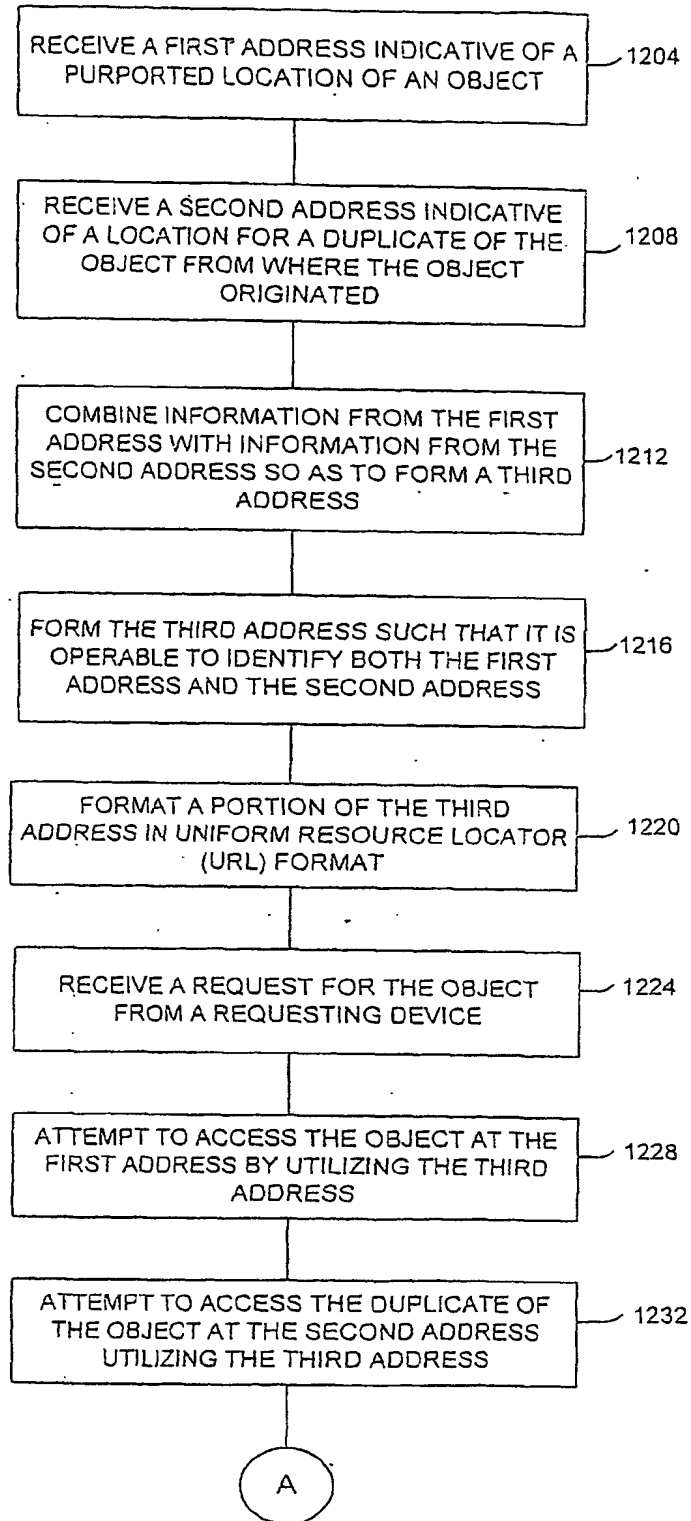 RECEIVE A FIRST ADDRESS INDICATIVE OF A
PURPORTED LOCATION OF AN OBJECT
1204
RECEIVE A SECOND ADDRESS INDICATIVE
OF A LOCATION FOR A DUPLICATE OF THE
OBJECT FROM WHERE THE OBJECT
ORIGINATED
1208
COMBINE INFORMATION FROM THE FIRST
ADDRESS WITH INFORMATION FROM THE
SECOND ADDRESS SO AS TO FORM A THIRD
ADDRESS
1212
FORM THE THIRD ADDRESS SUCH THAT IT IS
OPERABLE TO IDENTIFY BOTH THE FIRST
ADDRESS AND THE SECOND ADDRESS
1216
FORMAT A PORTION OF THE THIRD
ADDRESS IN UNIFORM RESOURCE LOCATOR
(URL) FORMAT
1220
RECEIVE A REQUEST FOR THE OBJECT
FROM A REQUESTING DEVICE
1224
ATTEMPT TO ACCESS THE OBJECT AT THE
FIRST ADDRESS BY UTILIZING THE THIRD
ADDRESS
1228
ATTEMPT TO ACCESS THE DUPLICATE OF
THE OBJECT AT THE SECOND ADDRESS
UTILIZING THE THIRD ADDRESS
1232
A